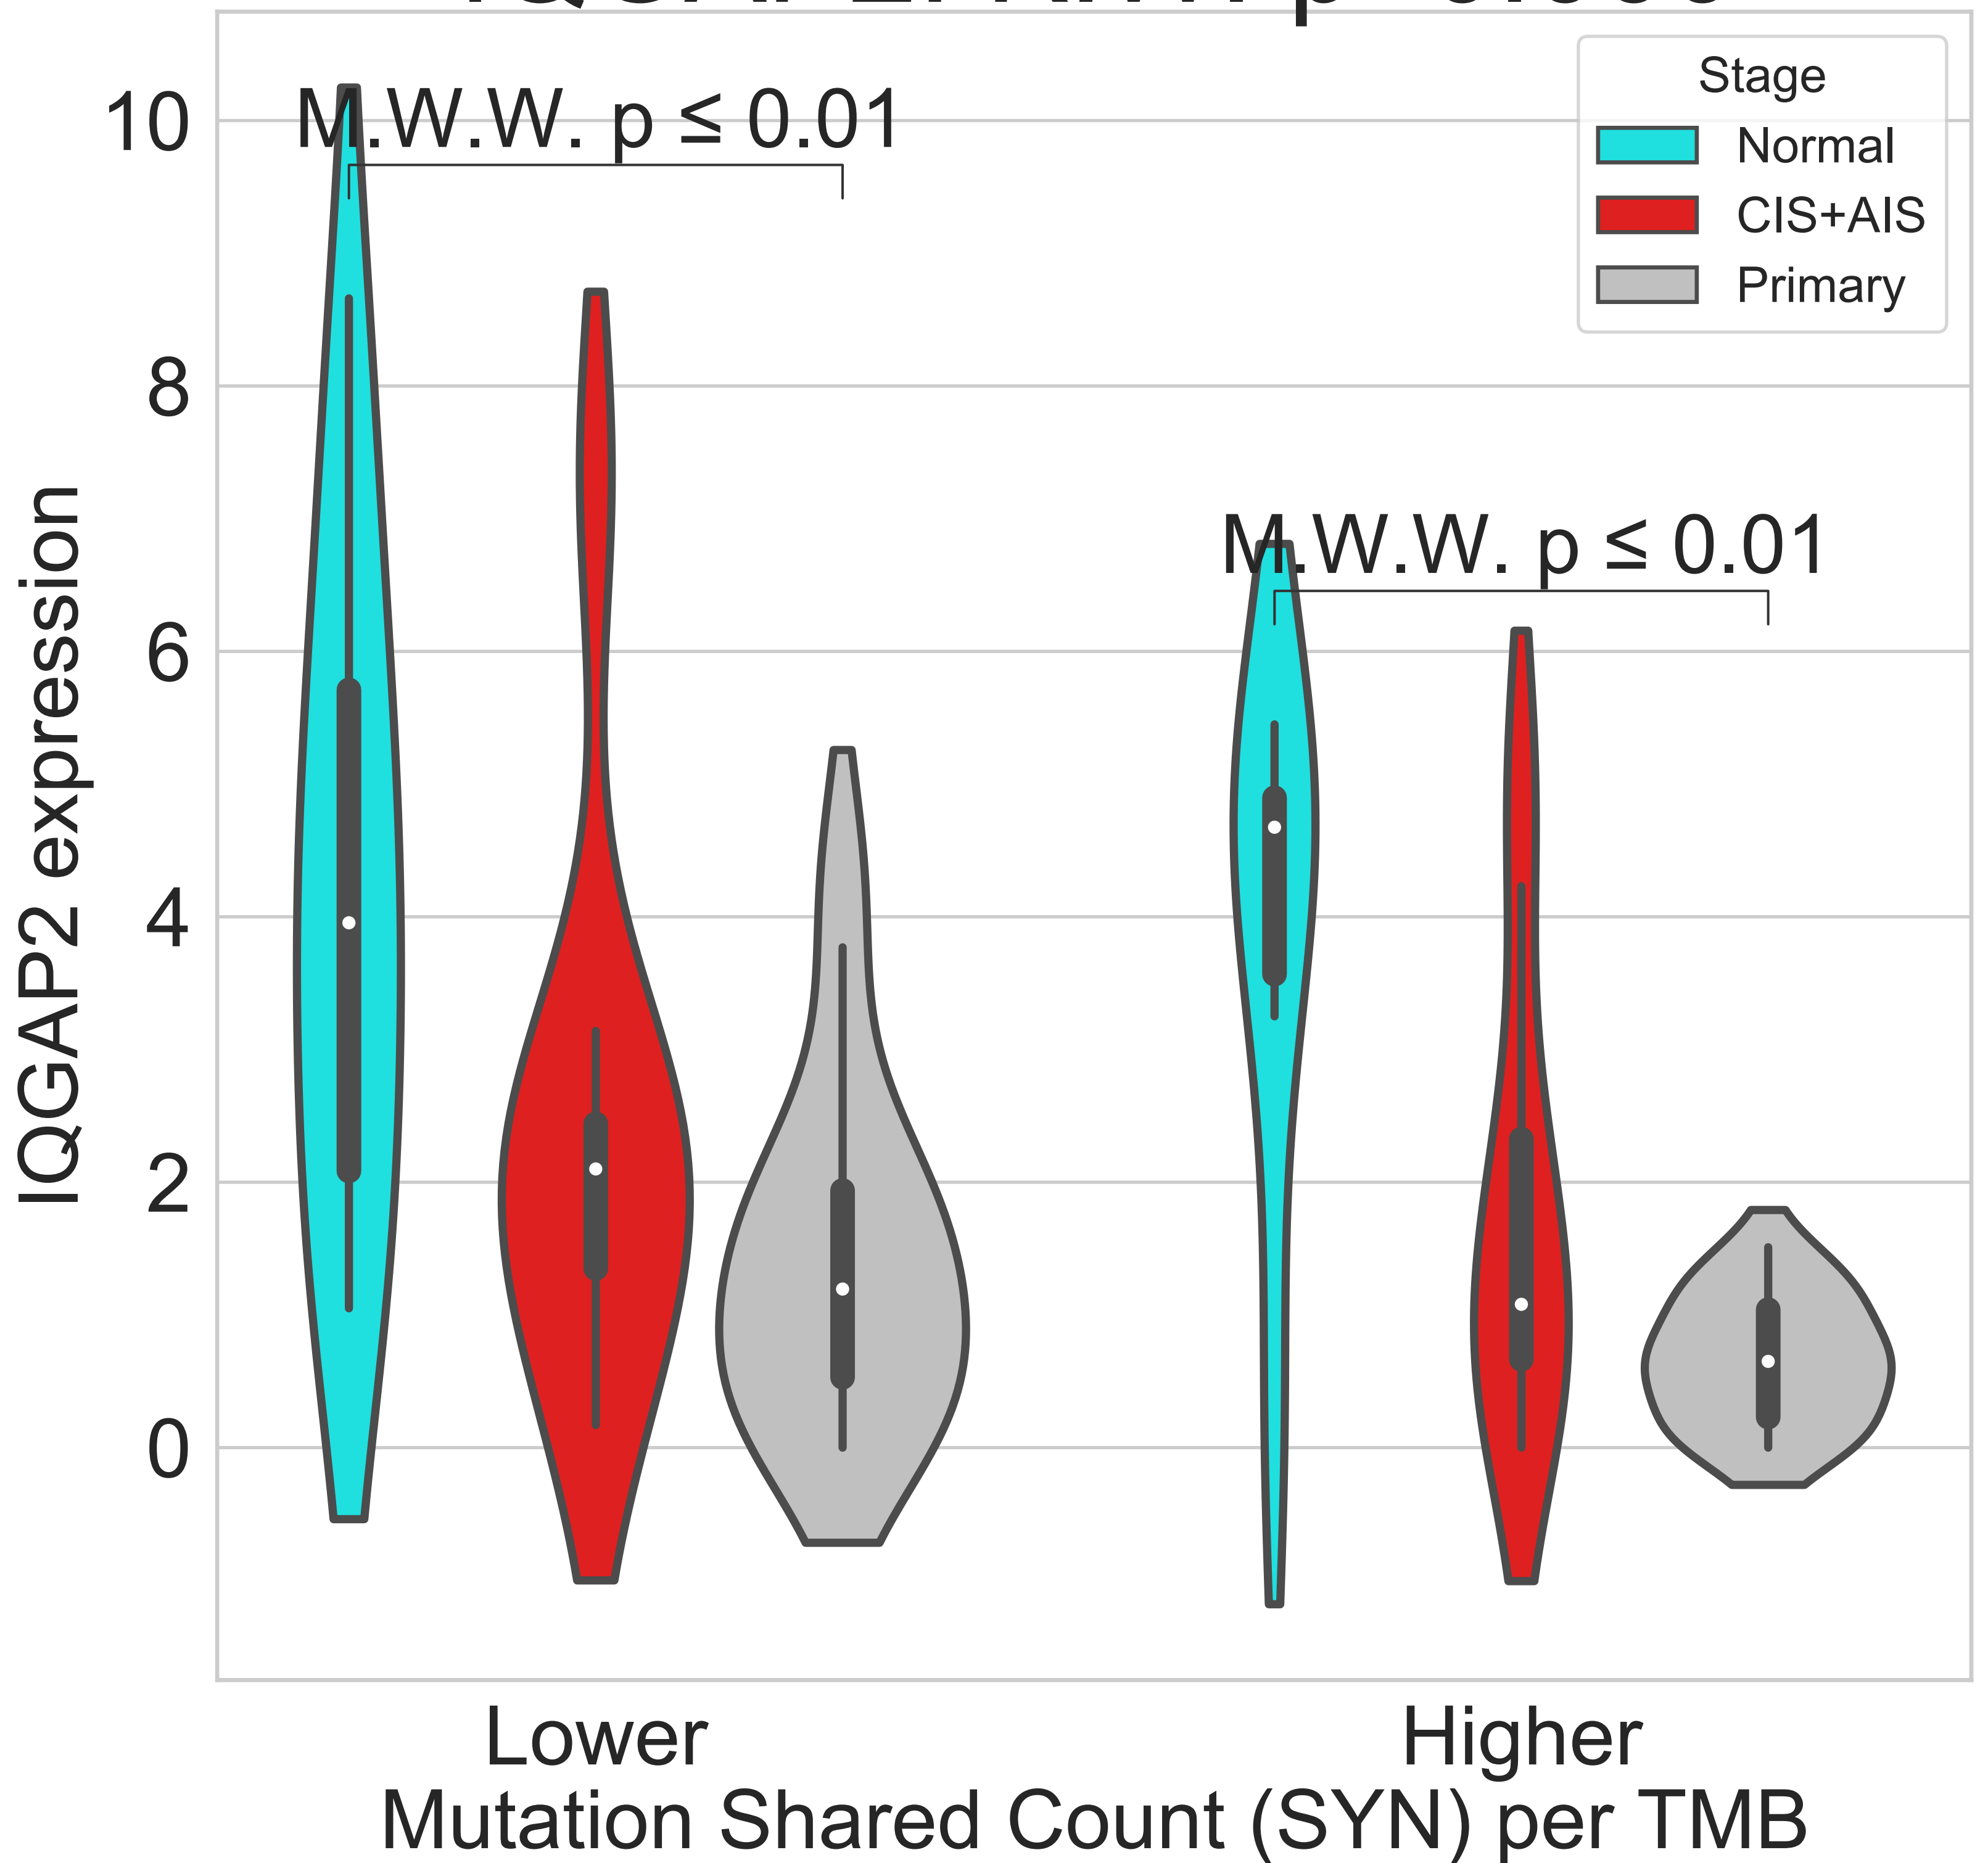 Stage
Normal
CIS+AIS
Primary
M.W.W. p ≤ 0.01
M.W.W. p ≤ 0.01
10
8
6
4
2
0
IQGAP2 expression
Lower
Higher
Mutation Shared Count (SYN) per TMB